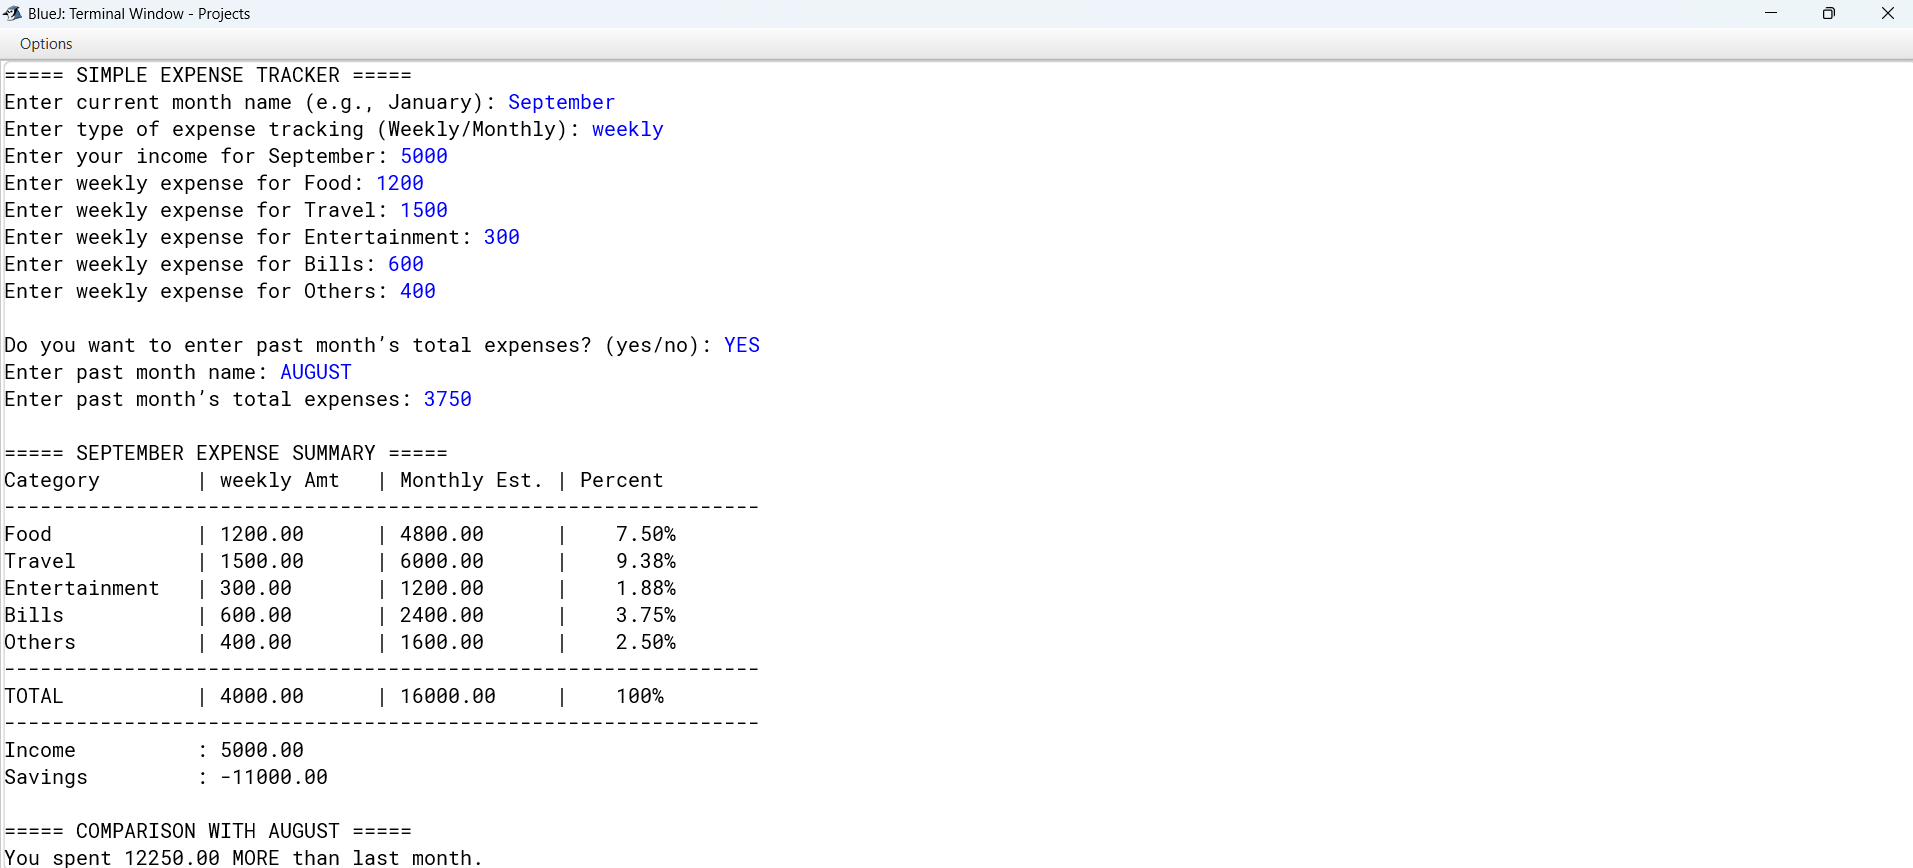 BlueJ: Terminal Window - Projects
Options
===== SIMPLE EXPENSE TRACKER =====
Enter current month name (e.g., January): September
Enter type of expense tracking (Weekly/Monthly): weekly
Enter your income for September: 5000
Enter weekly expense for Food: 1200
Enter weekly expense for Travel: 1500
Enter weekly expense for Entertainment: 300
Enter weekly expense for Bills: 600
Enter weekly expense for Others: 400
Do you want to enter past month’s total expenses? (yes/no): YES
Enter past month name: AUGUST
Enter past month’s total expenses: 3750
===== SEPTEMBER EXPENSE SUMMARY =====
Category        | weekly Amt   | Monthly Est. | Percent
---------------------------------------------------------------
Food            | 1200.00      | 4800.00      |    7.50%
Travel          | 1500.00      | 6000.00      |    9.38%
Entertainment   | 300.00       | 1200.00      |    1.88%
Bills           | 600.00       | 2400.00      |    3.75%
Others          | 400.00       | 1600.00      |    2.50%
---------------------------------------------------------------
TOTAL           | 4000.00      | 16000.00     |    100%
---------------------------------------------------------------
Income          : 5000.00
Savings         : -11000.00
===== COMPARISON WITH AUGUST =====
You spent 12250.00 MORE than last month.